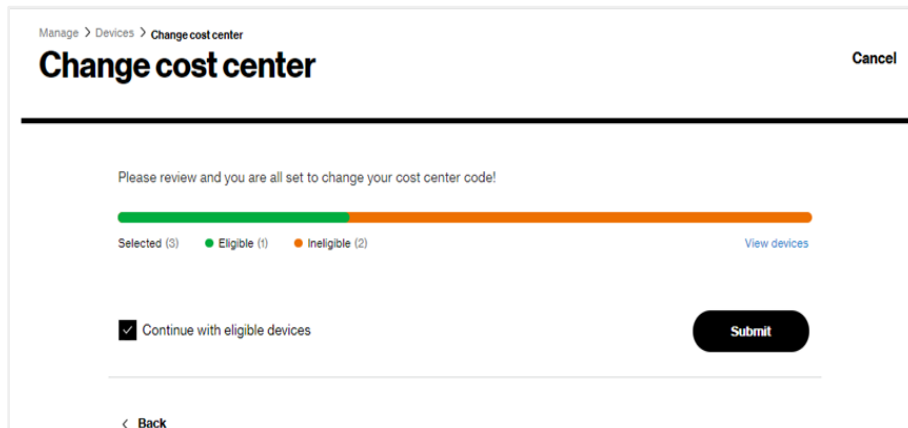 Manage > Devices > Change cost center
Change cost center
Cancel
Please review and you are all set to change your cost center code!
Selected (3) Eligible (1) Ineligible (2) View devices
Continue with eligible devices Submit
< Back